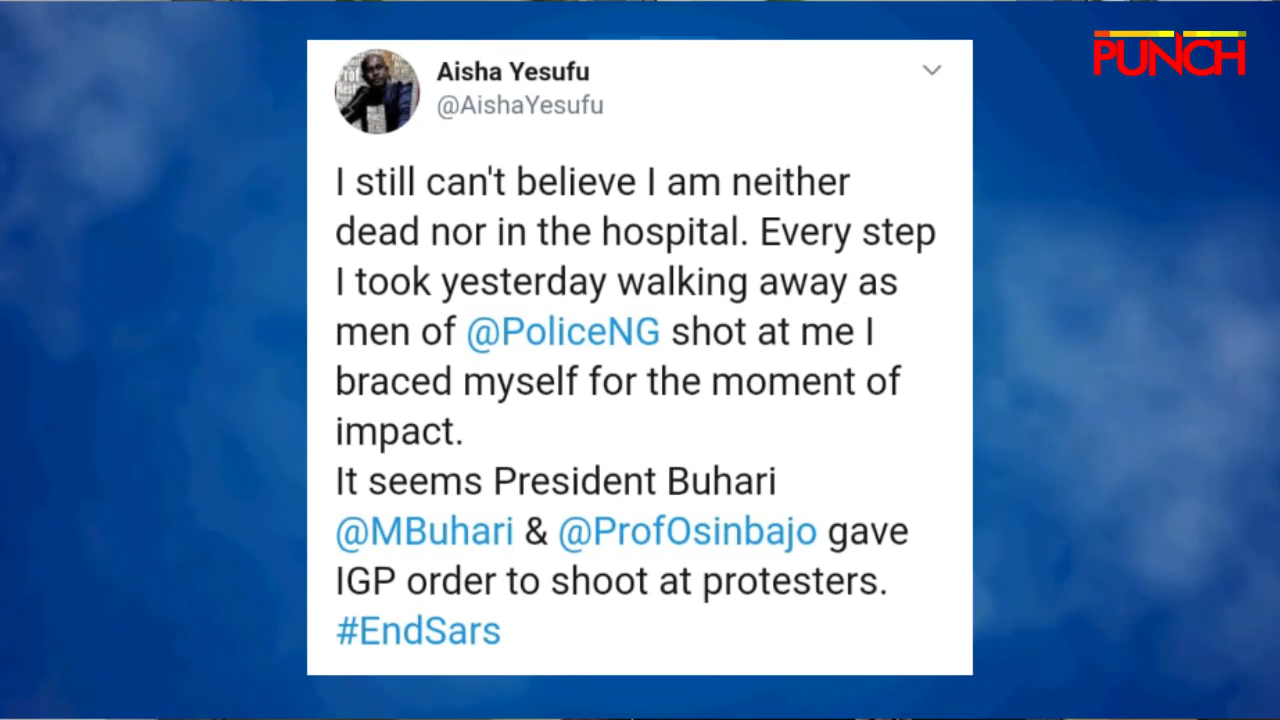 PUNCH
Aisha Yesufu
@AishaYesufu
I still can't believe I am neither
dead nor in the hospital. Every step
I took yesterday walking away as
men of @PoliceNG shot at me I
braced myself for the moment of
impact.
It seems President Buhari
@MBuhari & @ProfOsinbajo gave
IGP order to shoot at protesters.
#EndSars